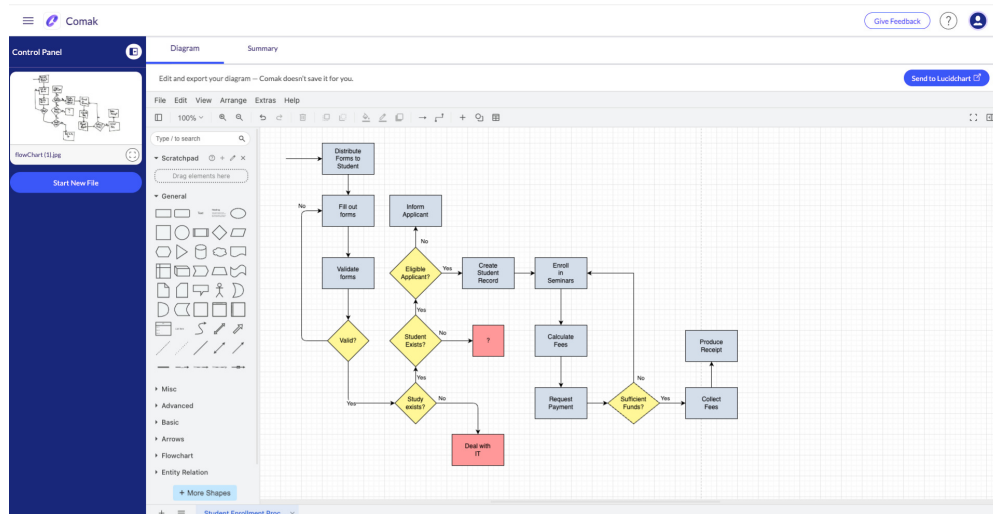 Comak
Give Feedback
?
Control Panel
Diagram
Summary
Edit and export your diagram — Comak doesn't save it for you.
Send to Lucidchart
File Edit View Arrange Extras Help
100%
flowChart (1).jpg
Start New File
Type / to search
Scratchpad
Drag elements here
General
Text
Misc
Advanced
Basic
Arrows
Flowchart
Entity Relation
+ More Shapes
Distribute
Forms to
Student
No
Fill out
forms
Inform
Applicant
No
Validate
forms
Eligible
Applicant?
Yes
Create
Student
Record
Enroll
in
Seminars
Yes
Valid?
Student
Exists?
No
?
Calculate
Fees
Produce
Receipt
Yes
No
Yes
Study
exists?
No
Request
Payment
Sufficient
Funds?
Yes
Collect
Fees
Deal with
IT
Student Enrollment Proc